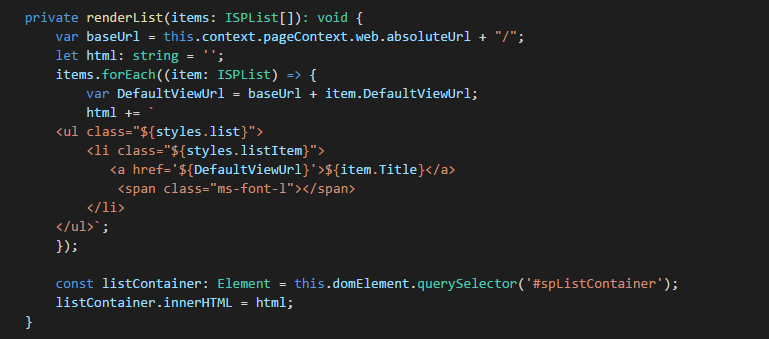 private renderList(items: ISPList[]): void {
var baseUrl = this.context.pageContext.web.absoluteUrl + "/";
let html: string = '';
items.forEach((item: ISPList) => {
var DefaultViewUrl = baseUrl + item.DefaultViewUrl;
html += `
<ul class="${styles.list}">
<li class="${styles.listItem}">
<a href='${DefaultViewUrl}'>${item.Title}</a>
<span class="ms-font-l"></span>
</li>
</ul>`;
});
const listContainer: Element = this.domElement.querySelector('#spListContainer');
listContainer.innerHTML = html;
}